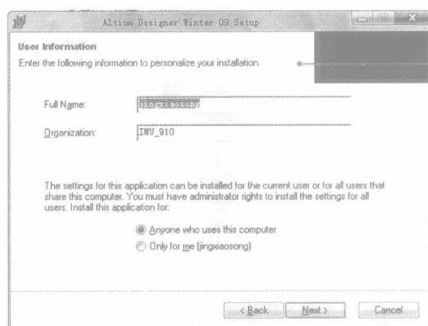 Altium Designer Winter 09 Setup
User Information
Enter the following information to personalize your installation.
Full Name:
jingxiaosong
Organization:
IMU_910
The settings for this application can be installed for the current user or for all users that
share this computer. You must have administrator rights to install the settings for all
users. Install this application for:
Anyone who uses this computer
Only for me (jingxiaosong)
< Back
Next >
Cancel